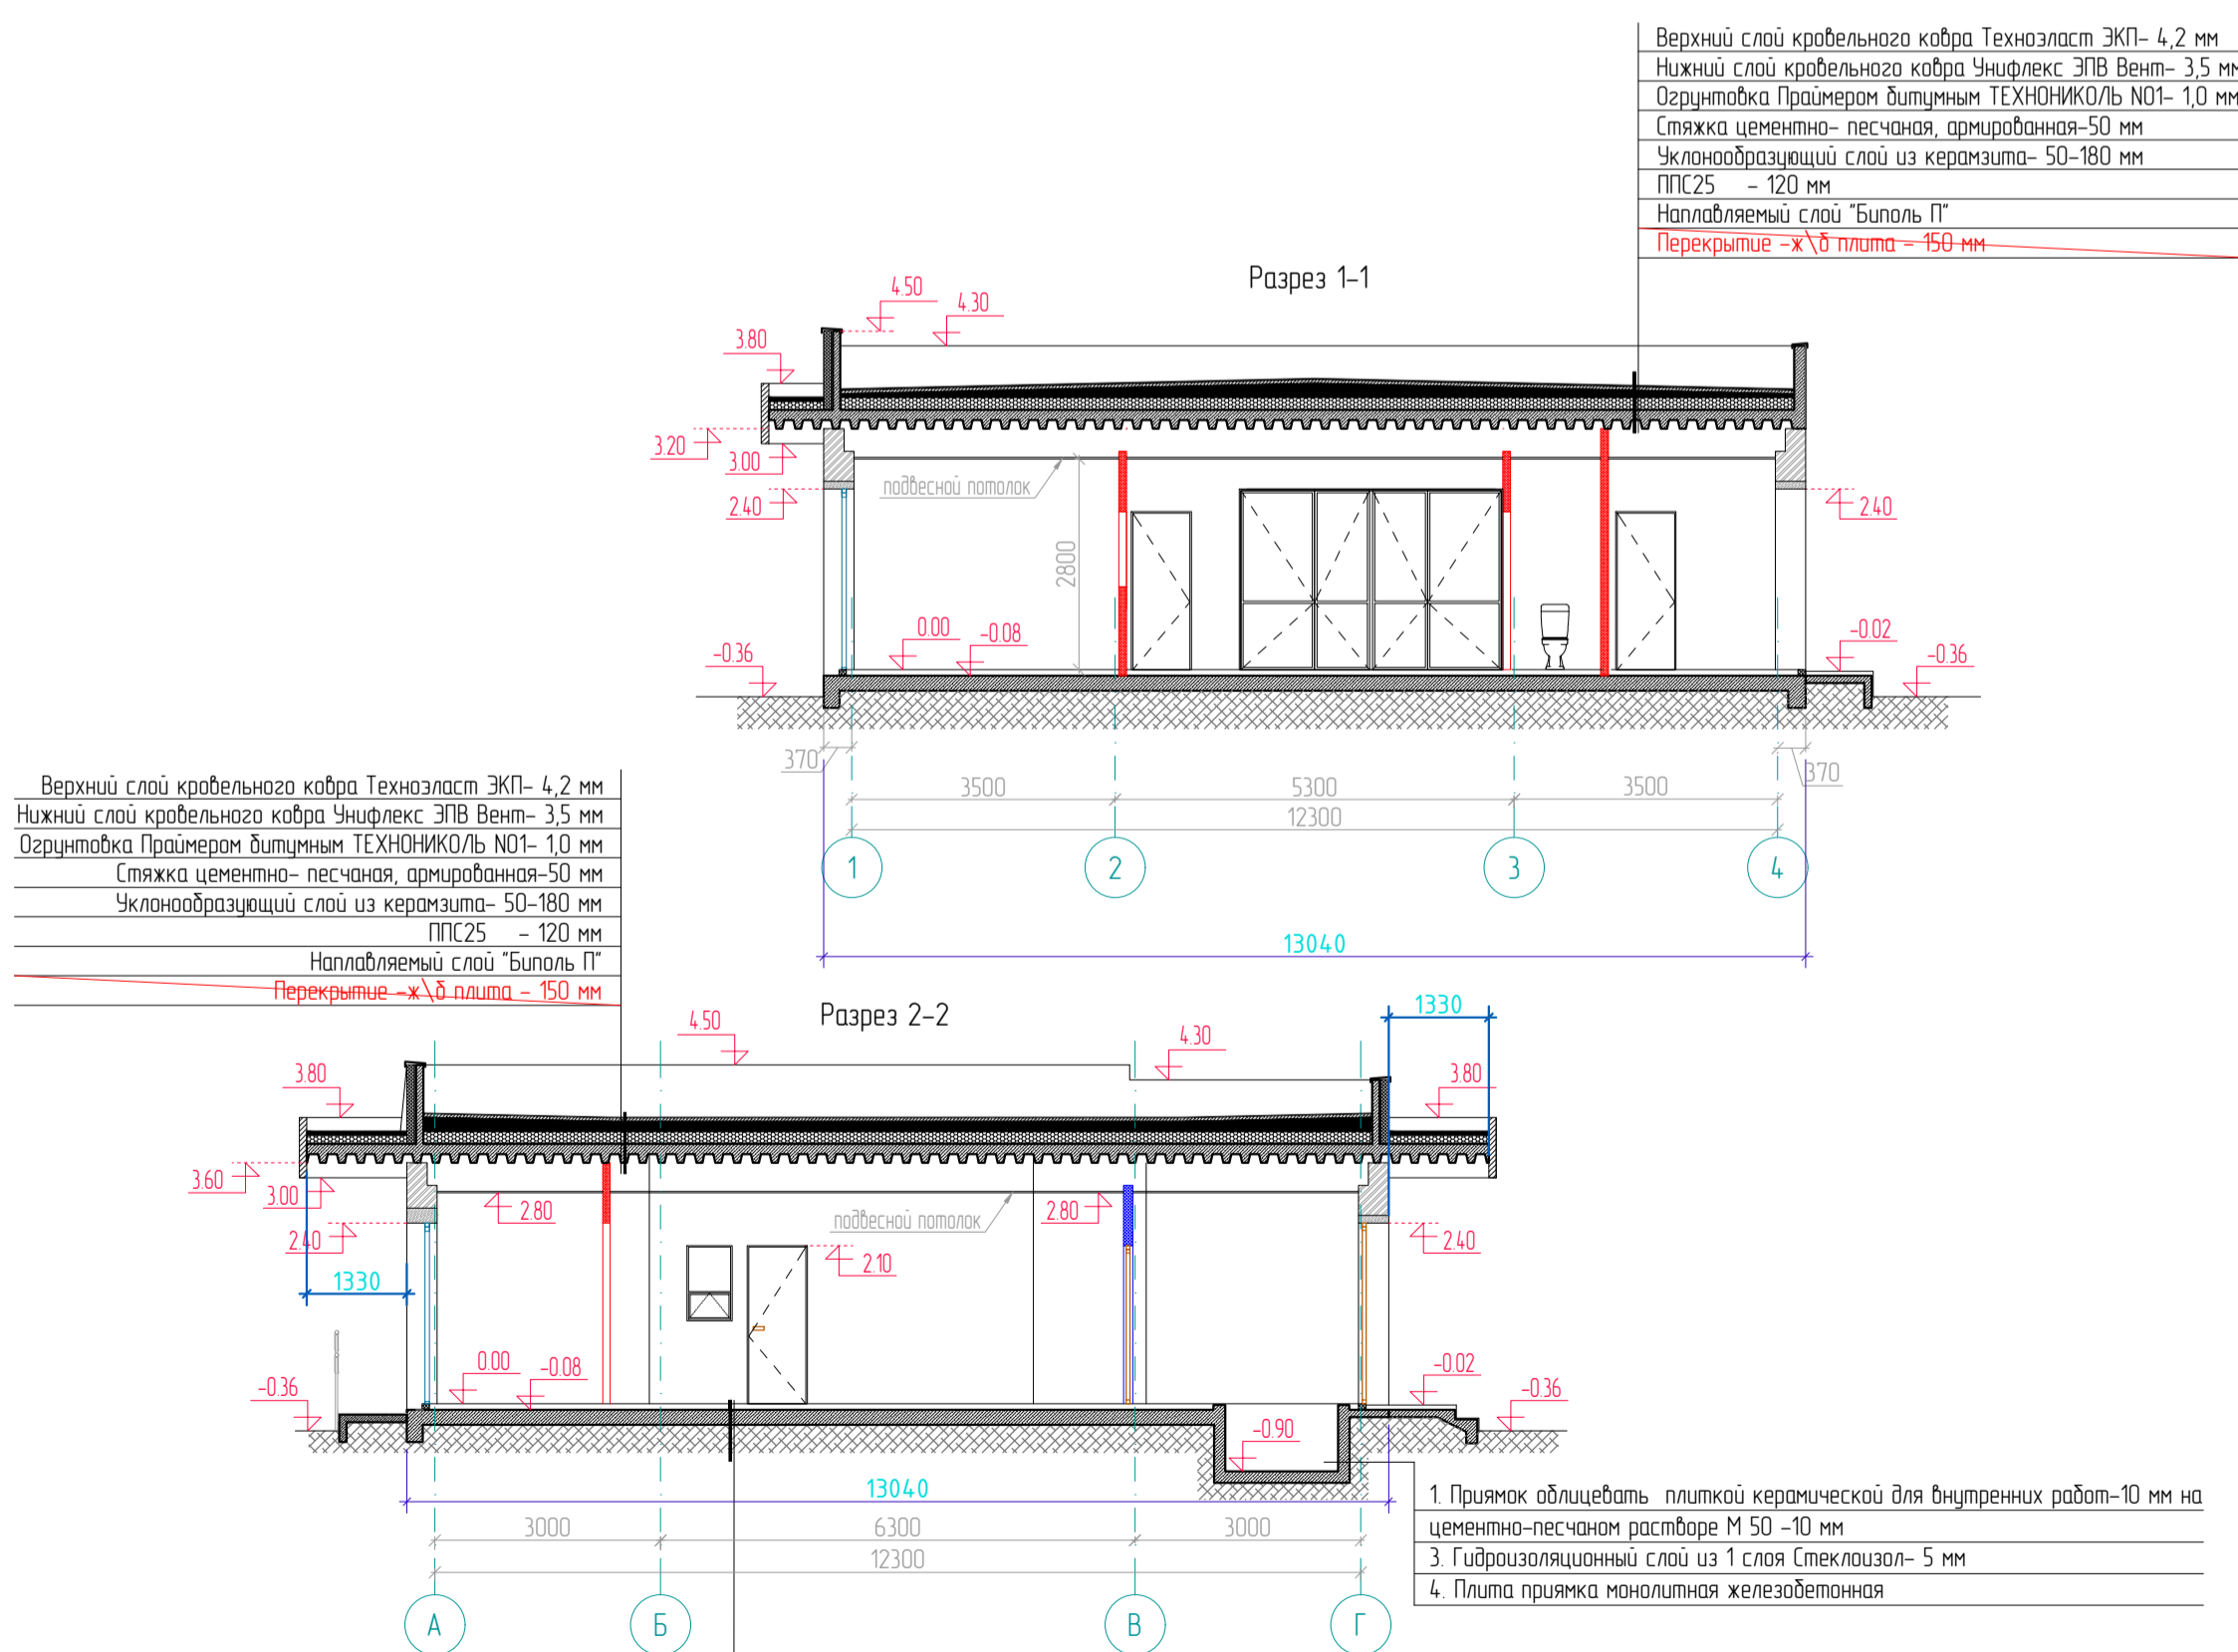 Верхний слой кровельного ковра Техноэласт ЭКП- 4,2 мм
Нижний слой кровельного ковра Унифлекс ЭПВ Вент- 3,5 мм
Огрунтовка Праймером битумным ТЕХНОНИКОЛЬ N01- 1,0 мм
Стяжка цементно- песчаная, армированная-50 мм
Уклонообразующий слой из керамзита- 50-180 мм
ППС25 - 120 мм
Наплавляемый слой "Биполь П"
Перекрытие -ж\б плита - 150 мм
Разрез 1-1
4.50
4.30
3.80
3.20
3.00
2.40
подвесной потолок
2800
2.40
0.00
-0.08
-0.36
-0.02
-0.36
370
3500
5300
3500
370
12300
1
2
3
4
13040
Верхний слой кровельного ковра Техноэласт ЭКП- 4,2 мм
Нижний слой кровельного ковра Унифлекс ЭПВ Вент- 3,5 мм
Огрунтовка Праймером битумным ТЕХНОНИКОЛЬ N01- 1,0 мм
Стяжка цементно- песчаная, армированная-50 мм
Уклонообразующий слой из керамзита- 50-180 мм
ППС25 - 120 мм
Наплавляемый слой "Биполь П"
Перекрытие -ж\б плита - 150 мм
Разрез 2-2
4.50
4.30
1330
3.80
3.80
3.60
3.00
2.40
2.80
подвесной потолок
2.80
2.40
2.10
1330
0.00
-0.08
-0.36
-0.02
-0.36
-0.90
13040
3000
6300
3000
12300
А
Б
В
Г
1. Приямок облицевать плиткой керамической для внутренних работ-10 мм на
цементно-песчаном растворе М 50 -10 мм
3. Гидроизоляционный слой из 1 слоя Стеклоизол- 5 мм
4. Плита приямка монолитная железобетонная